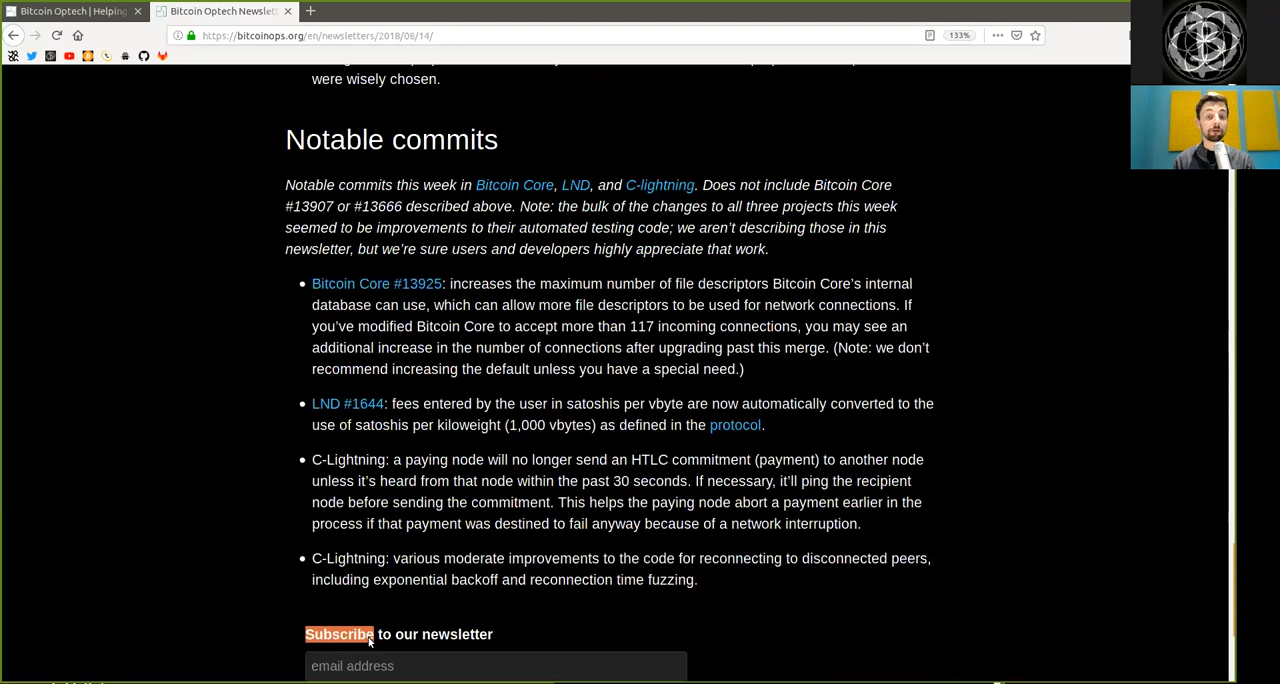 Bitcoin Optech | Helping
Bitcoin Optech Newslett
https://bitcoinops.org/en/newsletters/2018/08/14/
133%
were wisely chosen.
Notable commits
Notable commits this week in Bitcoin Core, LND, and C-lightning. Does not include Bitcoin Core
#13907 or #13666 described above. Note: the bulk of the changes to all three projects this week
seemed to be improvements to their automated testing code; we aren't describing those in this
newsletter, but we're sure users and developers highly appreciate that work.
• Bitcoin Core #13925: increases the maximum number of file descriptors Bitcoin Core's internal
database can use, which can allow more file descriptors to be used for network connections. If
you've modified Bitcoin Core to accept more than 117 incoming connections, you may see an
additional increase in the number of connections after upgrading past this merge. (Note: we don't
recommend increasing the default unless you have a special need.)
• LND #1644: fees entered by the user in satoshis per vbyte are now automatically converted to the
use of satoshis per kiloweight (1,000 vbytes) as defined in the protocol.
• C-Lightning: a paying node will no longer send an HTLC commitment (payment) to another node
unless it's heard from that node within the past 30 seconds. If necessary, it'll ping the recipient
node before sending the commitment. This helps the paying node abort a payment earlier in the
process if that payment was destined to fail anyway because of a network interruption.
• C-Lightning: various moderate improvements to the code for reconnecting to disconnected peers,
including exponential backoff and reconnection time fuzzing.
Subscribe to our newsletter
email address